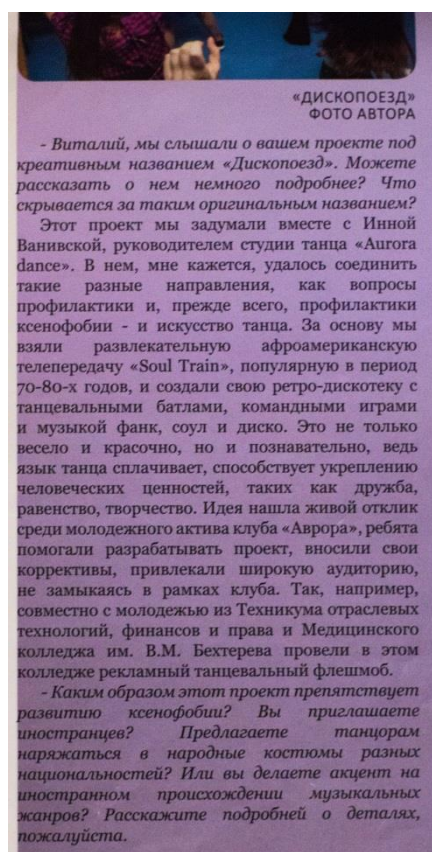 «ДИСКОПОЕЗД»
ФОТО АВТОРА
- Виталий, мы слышали о вашем проекте под
креативным названием «Дископоезд». Можете
рассказать о нем немного подробнее? Что
скрывается за таким оригинальным названием?
Этот проект мы задумали вместе с Инной
Ванивской, руководителем студии танца «Aurora
dance». В нем, мне кажется, удалось соединить
такие разные направления, как вопросы
профилактики и, прежде всего, профилактики
ксенофобии - и искусство танца. За основу мы
взяли развлекательную афроамериканскую
телепередачу «Soul Train», популярную в период
70-80-х годов, и создали свою ретро-дискотеку с
танцевальными батлами, командными играми
и музыкой фанк, соул и диско. Это не только
весело и красочно, но и познавательно, ведь
язык танца сплачивает, способствует укреплению
человеческих ценностей, таких как дружба,
равенство, творчество. Идея нашла живой отклик
среди молодежного актива клуба «Аврора», ребята
помогали разрабатывать проект, вносили свои
коррективы, привлекали широкую аудиторию,
не замыкаясь в рамках клуба. Так, например,
совместно с молодежью из Техникума отраслевых
технологий, финансов и права и Медицинского
колледжа им. В.М. Бехтерева провели в этом
колледже рекламный танцевальный флешмоб.
- Каким образом этот проект препятствует
развитию ксенофобии? Вы приглашаете
иностранцев? Предлагаете танцорам
наряжаться в народные костюмы разных
национальностей? Или вы делаете акцент на
иностранном происхождении музыкальных
жанров? Расскажите подробней о деталях,
пожалуйста.